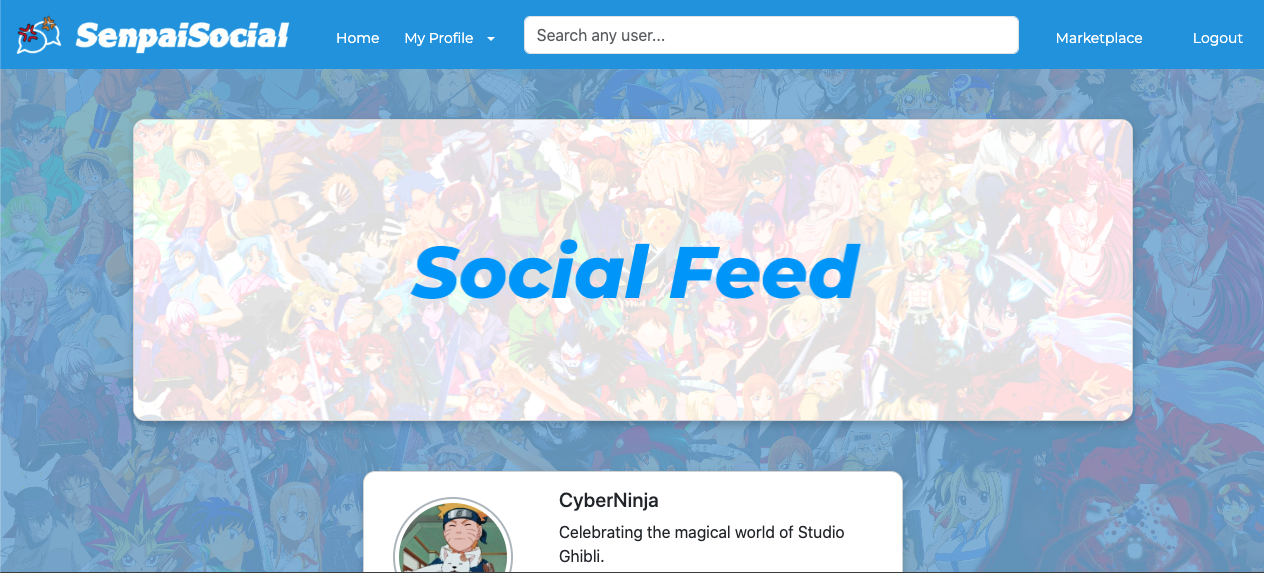 SenpaiSocial
Home
My Profile
Search any user...
Marketplace
Logout
Social Feed
CyberNinja
Celebrating the magical world of Studio
Ghibli.